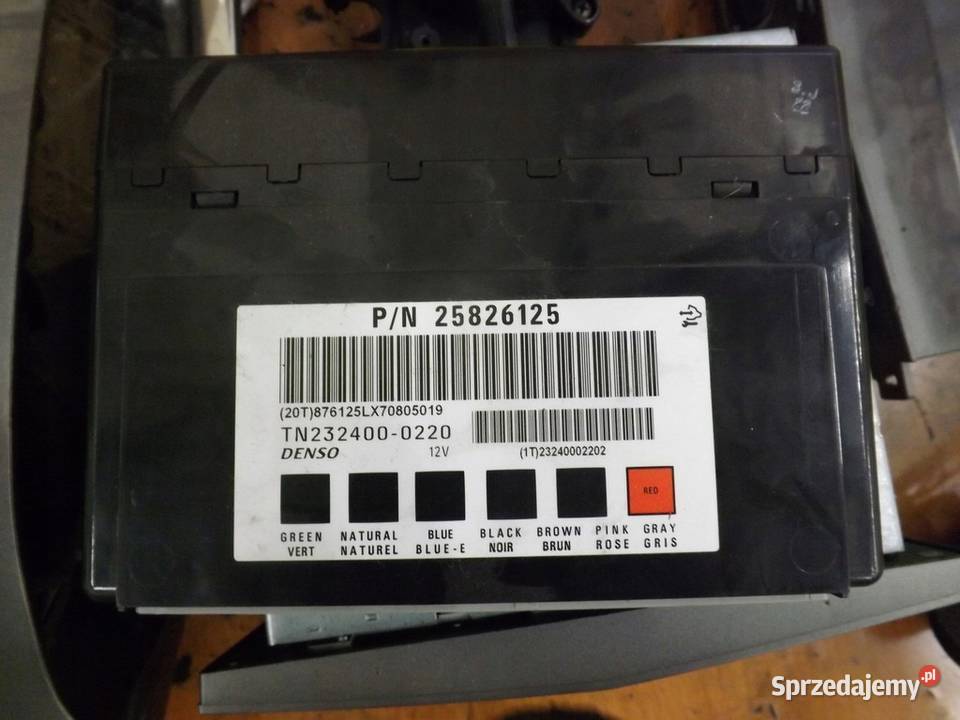 P/N 25826125
(20T)876125LX70805019
TN232400-0220
DENSO 12V
(1T)23240002202
RED
GREEN NATURAL BLUE BLACK BROWN PINK GRAY
VERT NATUREL BLUE-E NOIR BRUN ROSE GRIS
Sprzedajemy.pl